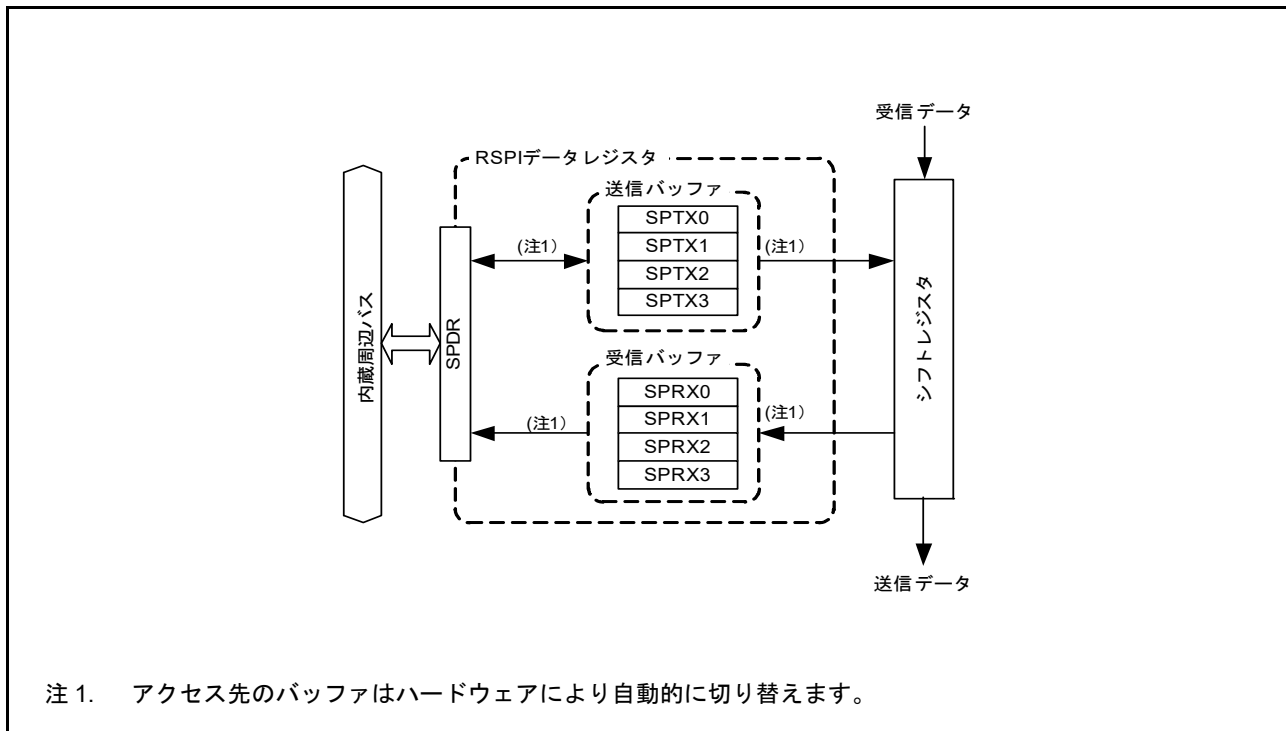 受信データ
RSPIデータレジスタ
送信バッファ
SPTX0
SPTX1
SPTX2
SPTX3
(注1)
(注1)
内蔵周辺バス
SPDR
シフトレジスタ
受信バッファ
SPRX0
SPRX1
SPRX2
SPRX3
(注1)
(注1)
送信データ
注 1. アクセス先のバッファはハードウェアにより自動的に切り替えます。